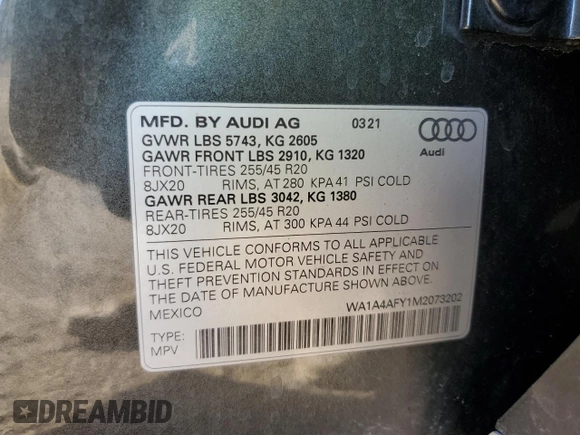 MFD. BY AUDI AG 03 21
GVWR LBS 5743, KG 2605
GAWR FRONT LBS 2910, KG 1320
FRONT-TIRES 255/45 R20
8JX20 RIMS, AT 280 KPA 41 PSI COLD
GAWR REAR LBS 3042, KG 1380
REAR-TIRES 255/45 R20
8JX20 RIMS, AT 300 KPA 44 PSI COLD
Audi
THIS VEHICLE CONFORMS TO ALL APPLICABLE
U.S. FEDERAL MOTOR VEHICLE SAFETY AND
THEFT PREVENTION STANDARDS IN EFFECT ON
THE DATE OF MANUFACTURE SHOWN ABOVE.
MEXICO WA1A4AFY1M2073202
TYPE:
MPV
DREAMBID